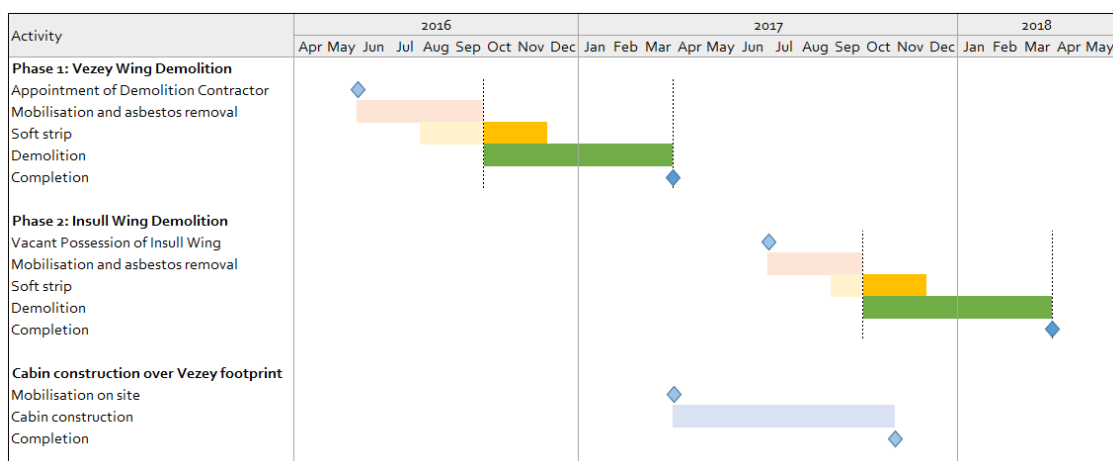 Activity
2016 2017 2018
Apr May Jun Jul Aug Sep Oct Nov Dec Jan Feb Mar Apr May Jun Jul Aug Sep Oct Nov Dec Jan Feb Mar Apr May
Phase 1: Vezey Wing Demolition
Appointment of Demolition Contractor
Mobilisation and asbestos removal
Soft strip
Demolition
Completion
Phase 2: Insull Wing Demolition
Vacant Possession of Insull Wing
Mobilisation and asbestos removal
Soft strip
Demolition
Completion
Cabin construction over Vezey footprint
Mobilisation on site
Cabin construction
Completion